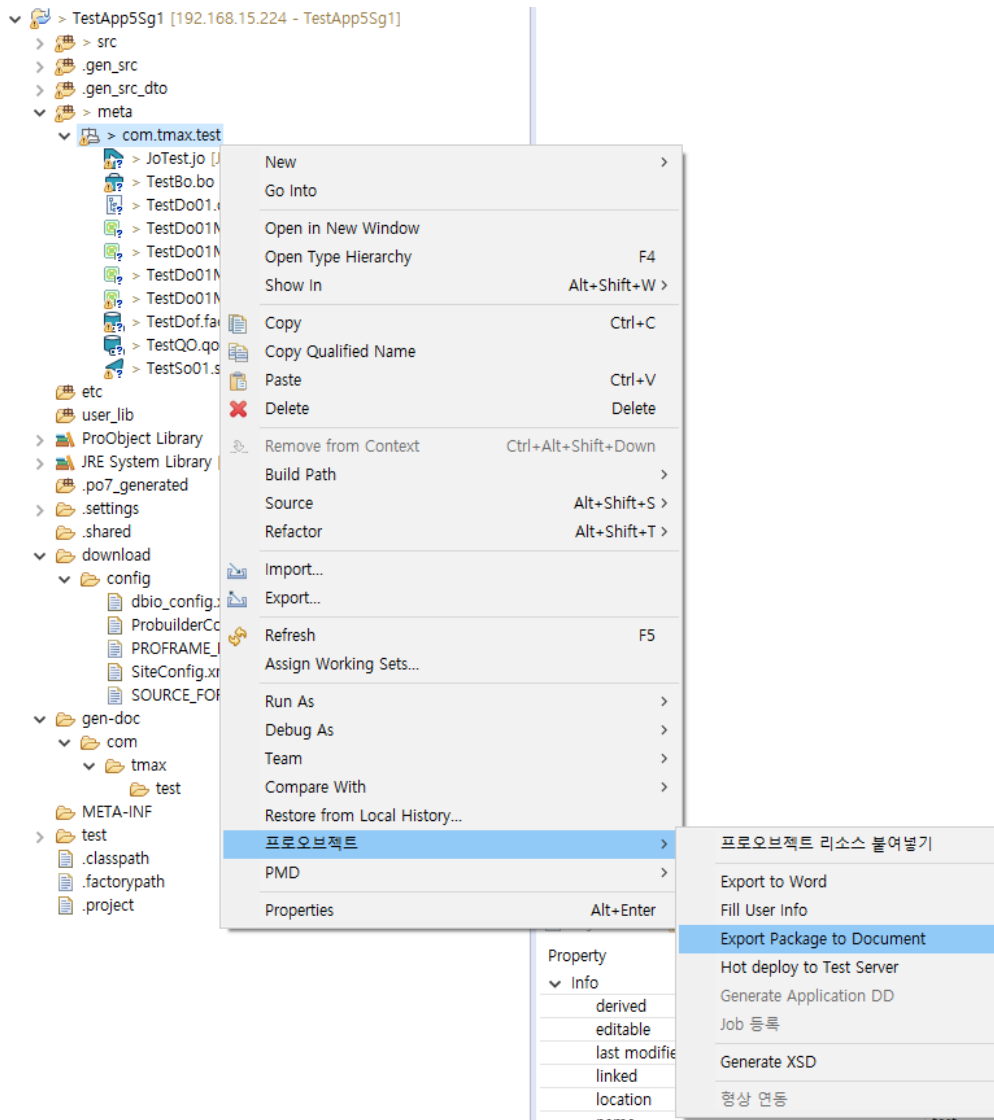 > TestApp5Sg1 [192.168.15.224 - TestApp5Sg1]
> src
.gen_src
.gen_src_dto
> meta
> com.tmax.test
> JoTest.jo [J
> TestBo.bo
> TestDo01.
> TestDo01M
> TestDo01M
> TestDo01M
> TestDo01M
> TestDof.fa
> TestQO.qo
> TestSo01.s
etc
user_lib
ProObject Library
JRE System Library
.po7_generated
.settings
.shared
download
config
dbio_config.x
ProbuilderCo
PROFRAME_
SiteConfig.xm
SOURCE_FOR
gen-doc
com
tmax
test
META-INF
test
.classpath
.factorypath
.project
New
Go Into
Open in New Window
Open Type Hierarchy F4
Show In Alt+Shift+W >
Copy Ctrl+C
Copy Qualified Name
Paste Ctrl+V
Delete Delete
Remove from Context Ctrl+Alt+Shift+Down
Build Path
Source Alt+Shift+S >
Refactor Alt+Shift+T >
Import...
Export...
Refresh F5
Assign Working Sets...
Run As
Debug As
Team
Compare With
Restore from Local History...
프로오브젝트
PMD
Properties Alt+Enter
프로오브젝트 리소스 붙여넣기
Export to Word
Fill User Info
Export Package to Document
Hot deploy to Test Server
Generate Application DD
Job 등록
Generate XSD
형상 연동
Property
Info
derived
editable
last modifie
linked
location